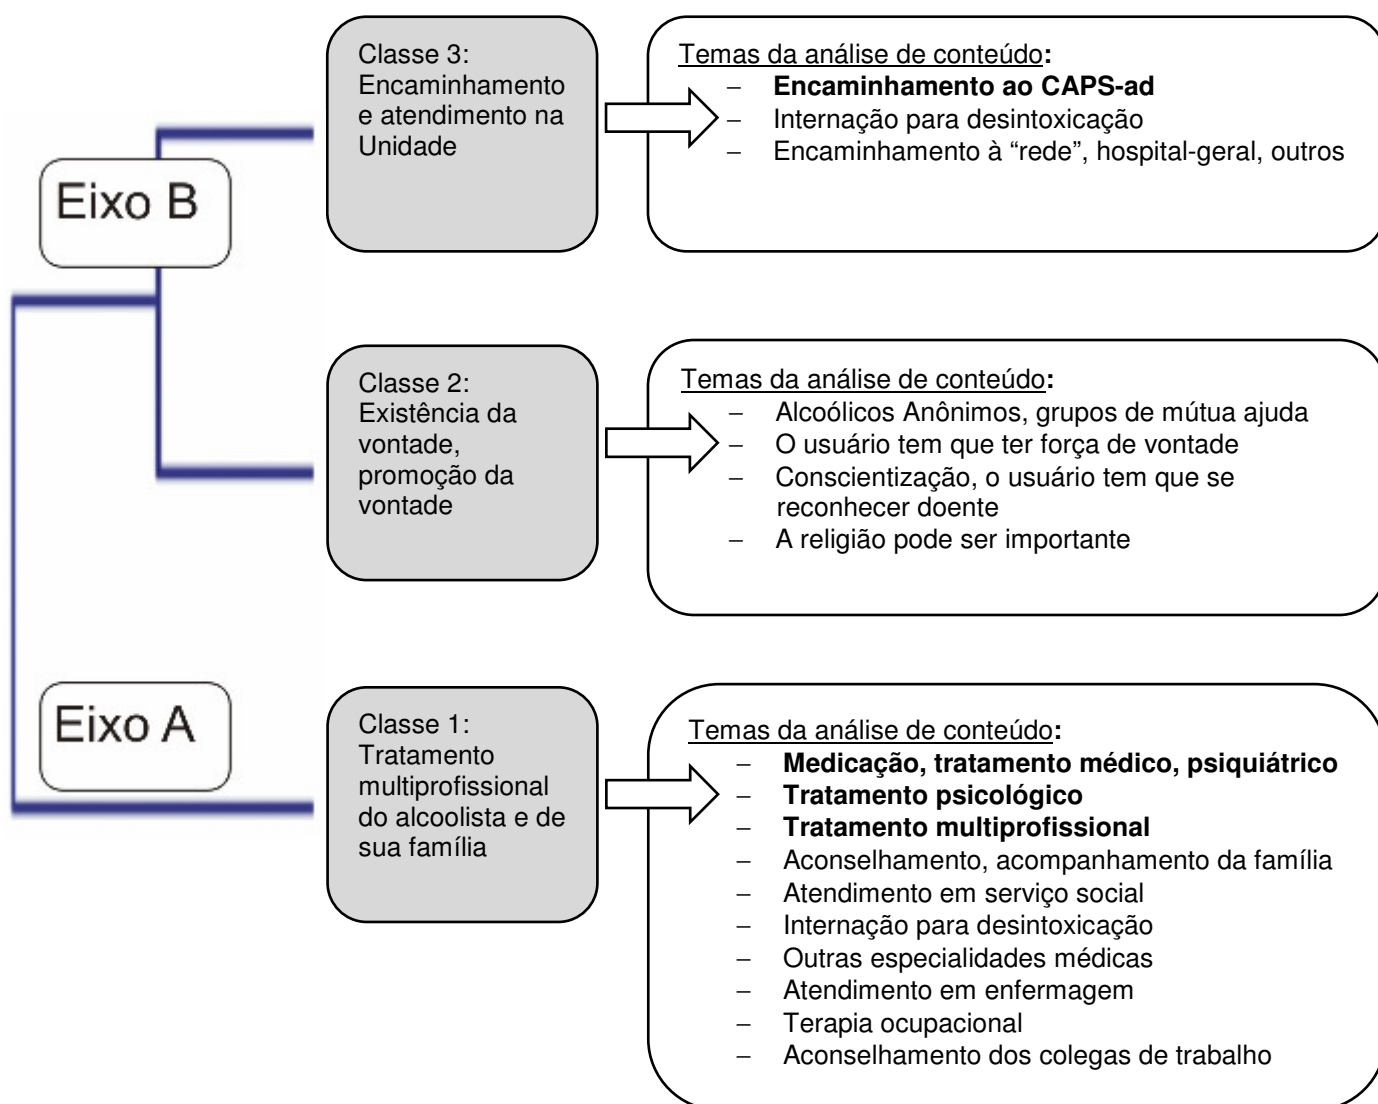 Classe 3:
Encaminhamento
e atendimento na
Unidade
Temas da análise de conteúdo:
– Encaminhamento ao CAPS-ad
– Internação para desintoxicação
– Encaminhamento à “rede”, hospital-geral, outros
Eixo B
Classe 2:
Existência da
vontade,
promoção da
vontade
Temas da análise de conteúdo:
– Alcoólicos Anônimos, grupos de mútua ajuda
– O usuário tem que ter força de vontade
– Conscientização, o usuário tem que se
reconhecer doente
– A religião pode ser importante
Eixo A
Classe 1:
Tratamento
multiprofissional
do alcoolista e de
sua família
Temas da análise de conteúdo:
– Medicação, tratamento médico, psiquiátrico
– Tratamento psicológico
– Tratamento multiprofissional
– Aconselhamento, acompanhamento da família
– Atendimento em serviço social
– Internação para desintoxicação
– Outras especialidades médicas
– Atendimento em enfermagem
– Terapia ocupacional
– Aconselhamento dos colegas de trabalho